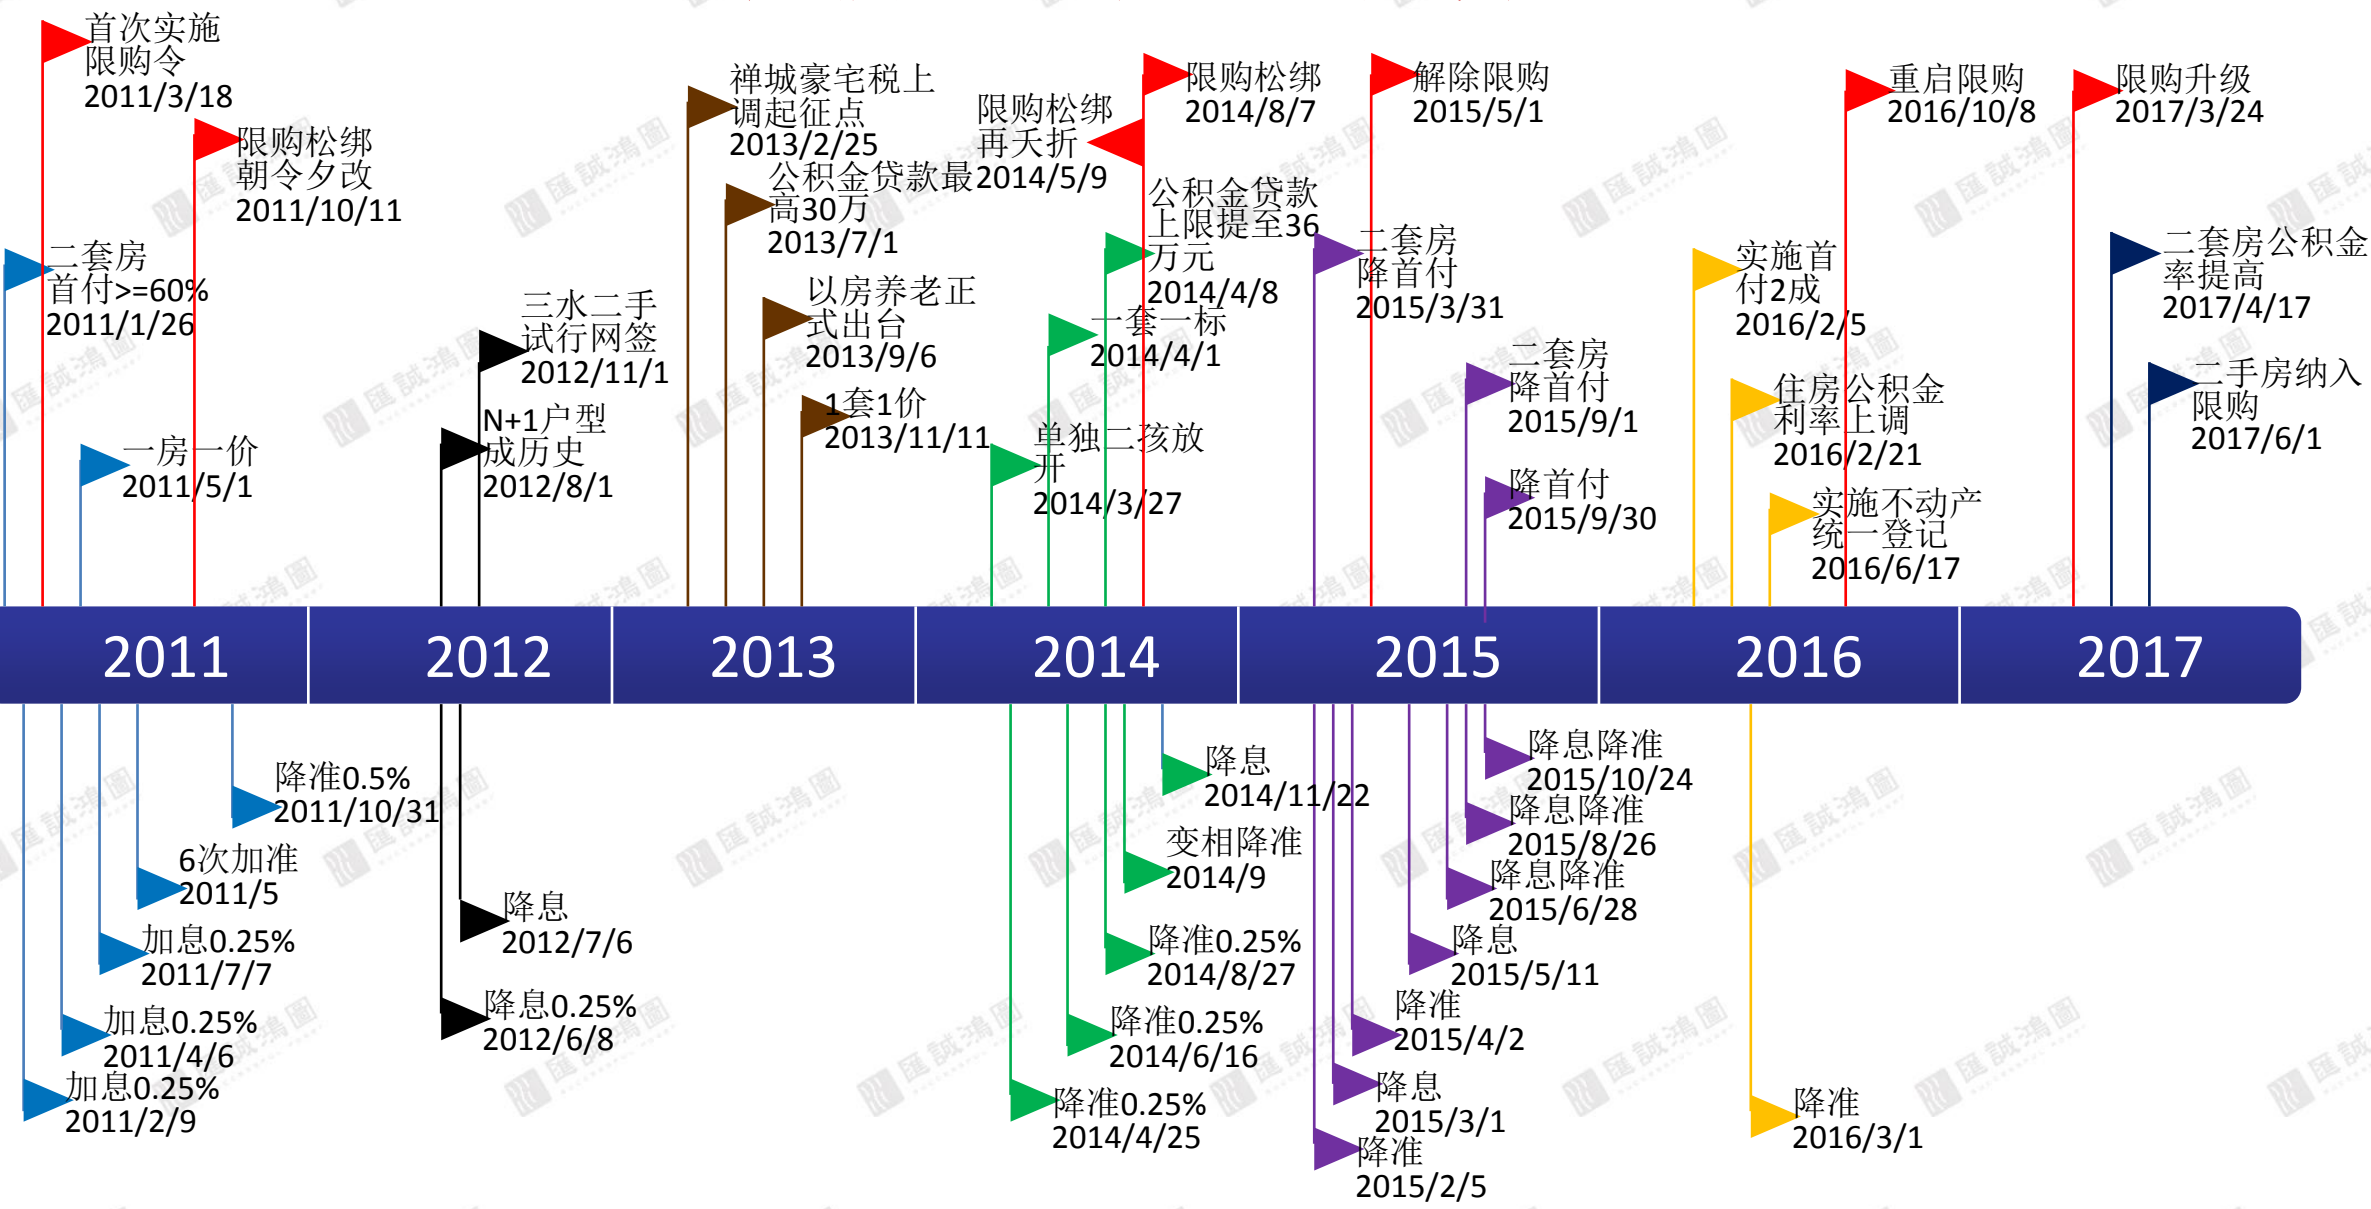 首次实施
限购令
2011/3/18
限购松绑
朝令夕改
2011/10/11
二套房
首付>=60%
2011/1/26
一房一价
2011/5/1
三水二手
试行网签
2012/11/1
N+1户型
成历史
2012/8/1
禅城豪宅税上
调起征点
2013/2/25
公积金贷款最
高30万
2013/7/1
以房养老正
式出台
2013/9/6
1套1价
2013/11/11
限购松绑
再夭折
2014/5/9
限购松绑
2014/8/7
公积金贷款
上限提至36
万元
2014/4/8
一套一标
2014/4/1
单独二孩放
开
2014/3/27
解除限购
2015/5/1
二套房
降首付
2015/3/31
二套房
降首付
2015/9/1
降首付
2015/9/30
重启限购
2016/10/8
实施首
付2成
2016/2/5
住房公积金
利率上调
2016/2/21
实施不动产
统一登记
2016/6/17
限购升级
2017/3/24
二套房公积金
率提高
2017/4/17
二手房纳入
限购
2017/6/1
2011
2012
2013
2014
2015
2016
2017
降准0.5%
2011/10/31
6次加准
2011/5
加息0.25%
2011/7/7
加息0.25%
2011/4/6
加息0.25%
2011/2/9
降息
2012/7/6
降息0.25%
2012/6/8
降息
2014/11/22
变相降准
2014/9
降准0.25%
2014/8/27
降准0.25%
2014/6/16
降准0.25%
2014/4/25
降息降准
2015/10/24
降息降准
2015/8/26
降息降准
2015/6/28
降息
2015/5/11
降准
2015/4/2
降息
2015/3/1
降准
2015/2/5
降准
2016/3/1
匯誠鴻圖